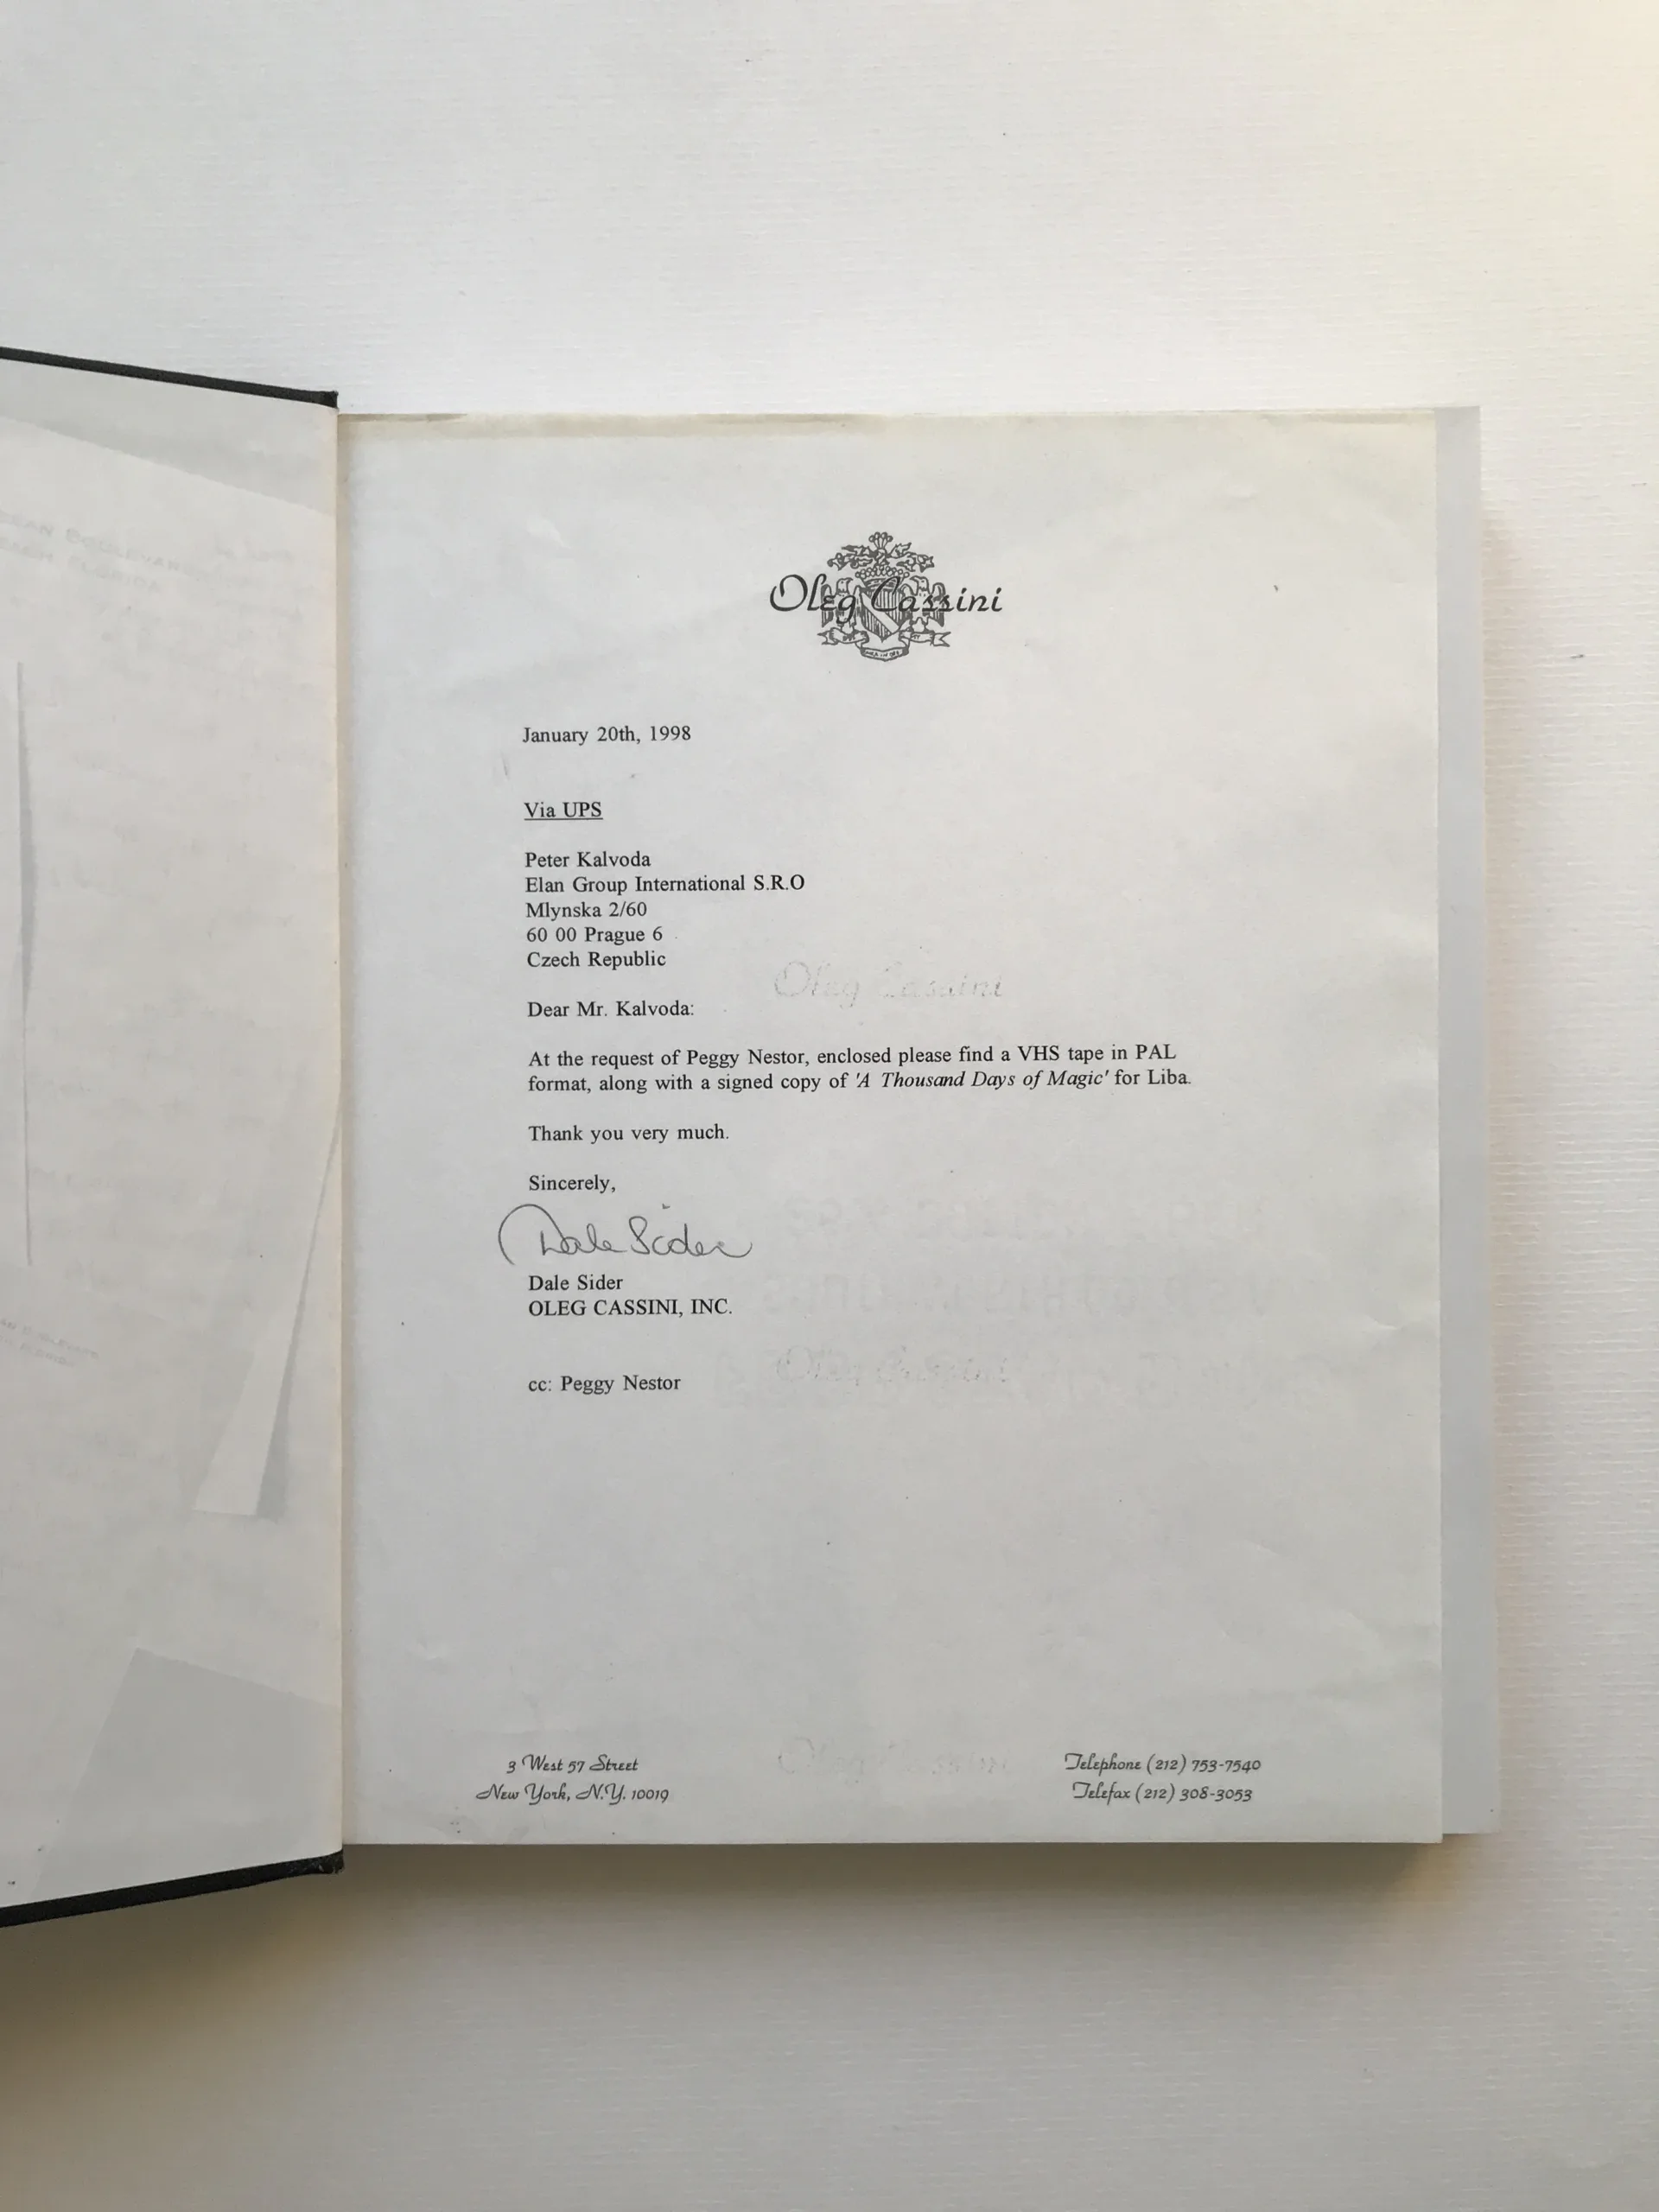 Oleg Cassini
January 20th, 1998
Via UPS
Peter Kalvoda
Elan Group International S.R.O
Mlynska 2/60
60 00 Prague 6
Czech Republic
Oleg Cassini
Dear Mr. Kalvoda:
At the request of Peggy Nestor, enclosed please find a VHS tape in PAL
format, along with a signed copy of 'A Thousand Days of Magic' for Liba.
Thank you very much.
Sincerely,
Dale Sider
Dale Sider
OLEG CASSINI, INC.
Oleg Cassini
cc: Peggy Nestor
3 West 57 Street
New York, N.Y. 10019
Telephone (212) 753-7540
Telefax (212) 308-3053